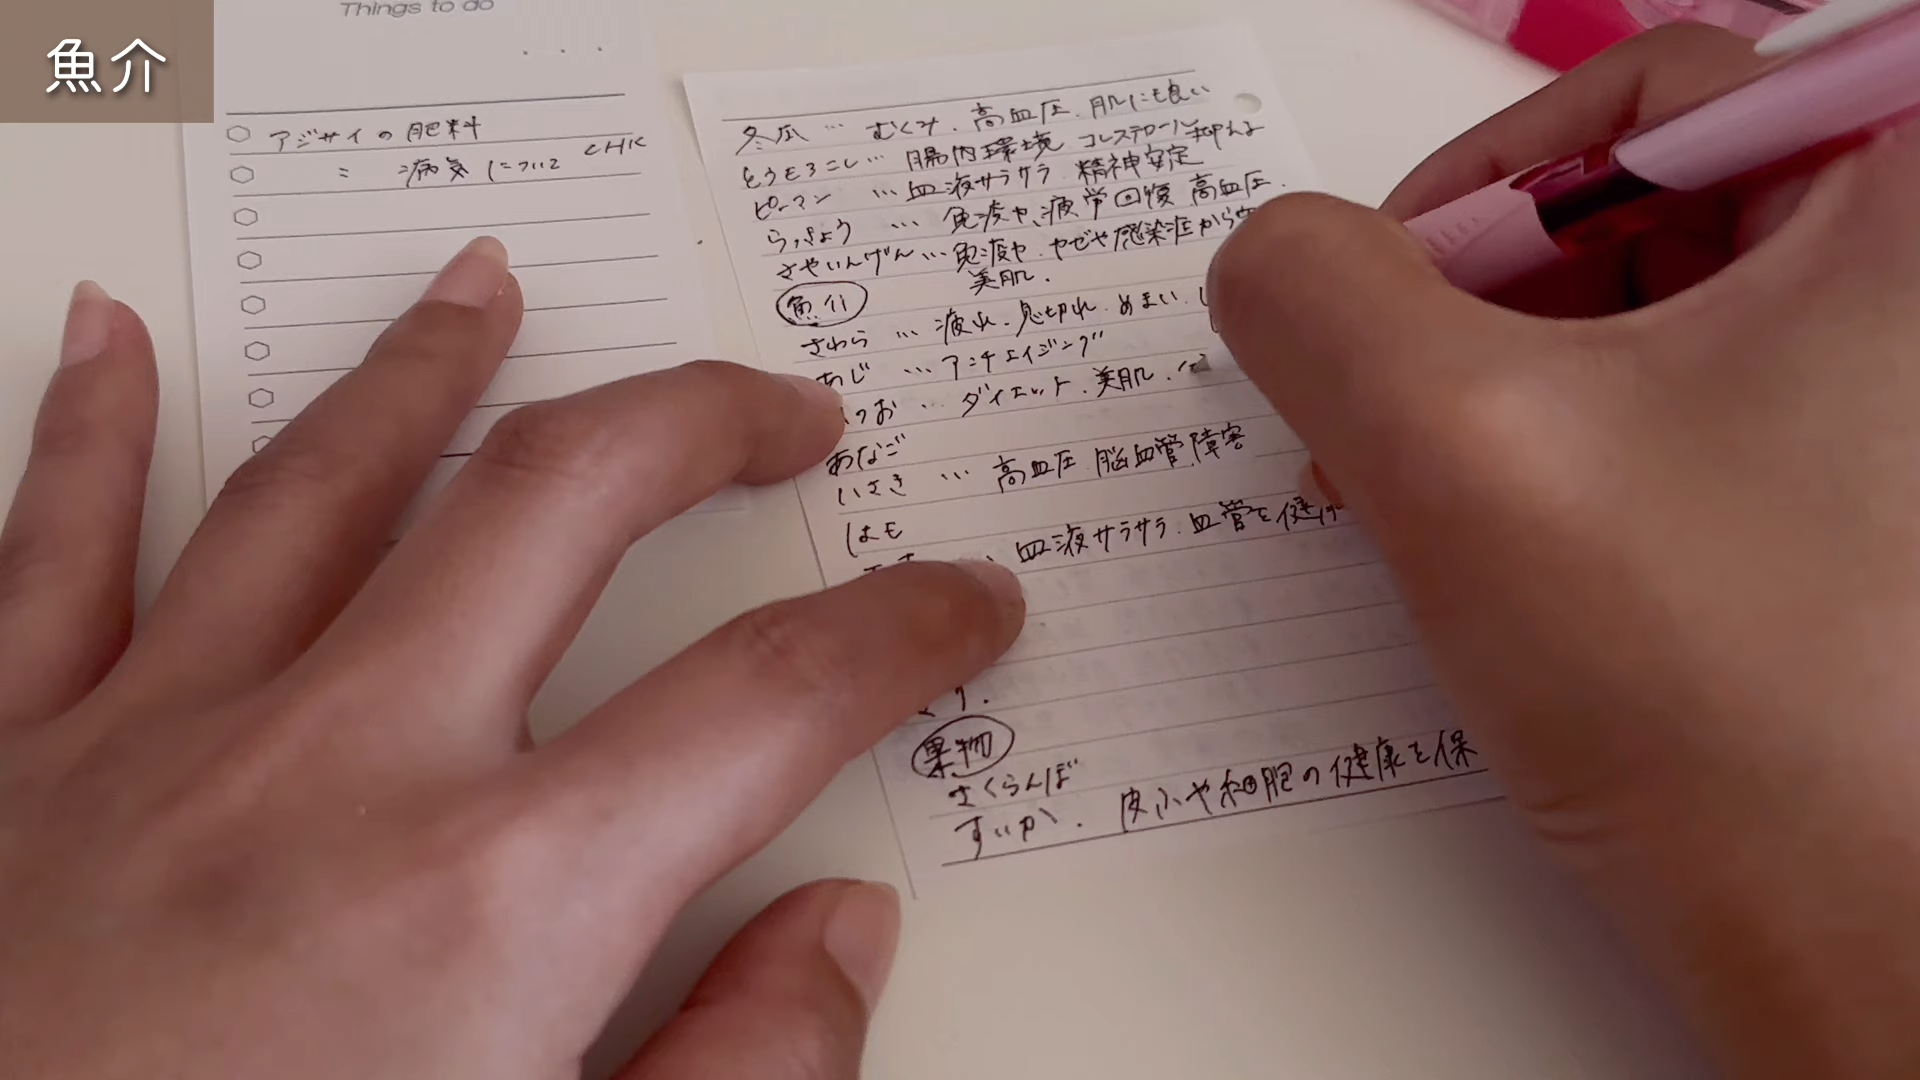 魚介
Things to do
アジサイの肥料
〃 病気について CHK
冬瓜… むくみ、高血圧、肌にも良い
とうもろこし… 腸内環境 コレステロール抑える
ピーマン … 血液サラサラ、精神安定
らっきょう … 免疫や、疲労回復 高血圧、
さやいんげん… 免疫や、カゼや感染症から
美肌、
魚介
さわら … 疲れ、息切れ、めまい、
あじ … アンチエイジング
つお … ダイエット、美肌、
あなご
いさき … 高血圧 脳血管障害
はも
血液サラサラ、血管を健
果物
さくらんぼ
すいか、 皮ふや細胞の健康を保